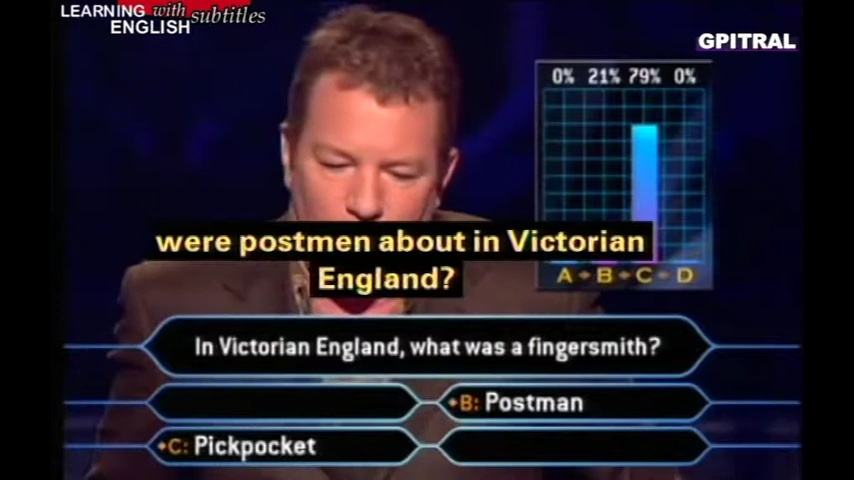 LEARNING with subtitles
ENGLISH
GPITRAL
0% 21% 79% 0%
were postmen about in Victorian
England?
A B C D
In Victorian England, what was a fingersmith?
B: Postman
C: Pickpocket